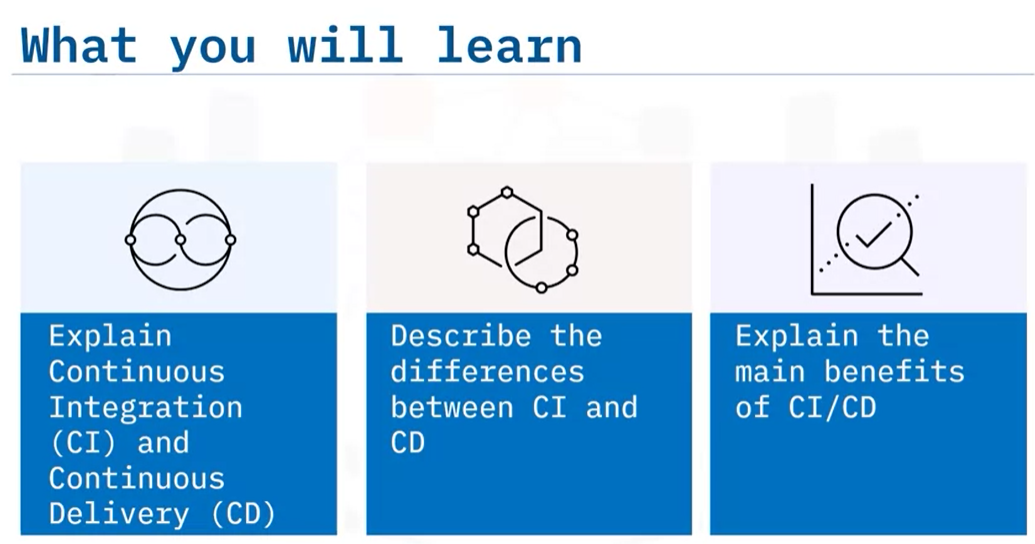 What you will learn
Explain
Continuous
Integration
(CI) and
Continuous
Delivery (CD)
Describe the
differences
between CI and
CD
Explain the
main benefits
of CI/CD